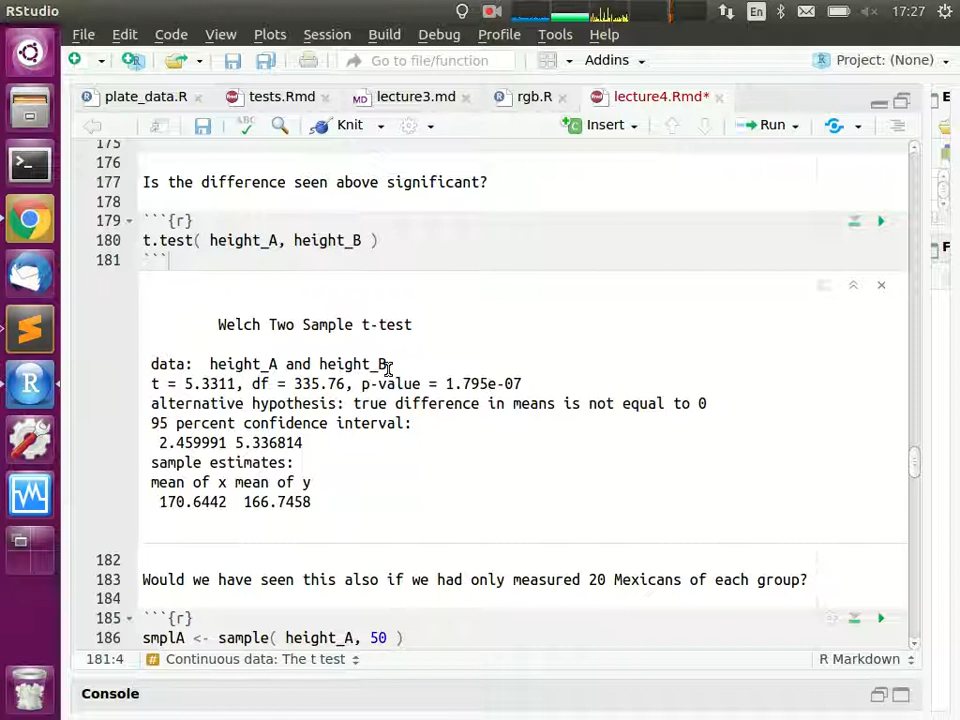 RStudio En 17:27
File Edit Code View Plots Session Build Debug Profile Tools Help
Go to file/function Addins Project: (None)
plate_data.R tests.Rmd lecture3.md rgb.R lecture4.Rmd*
ABC Knit Insert Run
175
176
177 Is the difference seen above significant?
178
179 ```{r}
180 t.test( height_A, height_B )
181 ```
Welch Two Sample t-test
data: height_A and height_B
t = 5.3311, df = 335.76, p-value = 1.795e-07
alternative hypothesis: true difference in means is not equal to 0
95 percent confidence interval:
2.459991 5.336814
sample estimates:
mean of x mean of y
170.6442 166.7458
182
183 Would we have seen this also if we had only measured 20 Mexicans of each group?
184
185 ```{r}
186 smplA <- sample( height_A, 50 )
181:4 # Continuous data: The t test R Markdown
Console